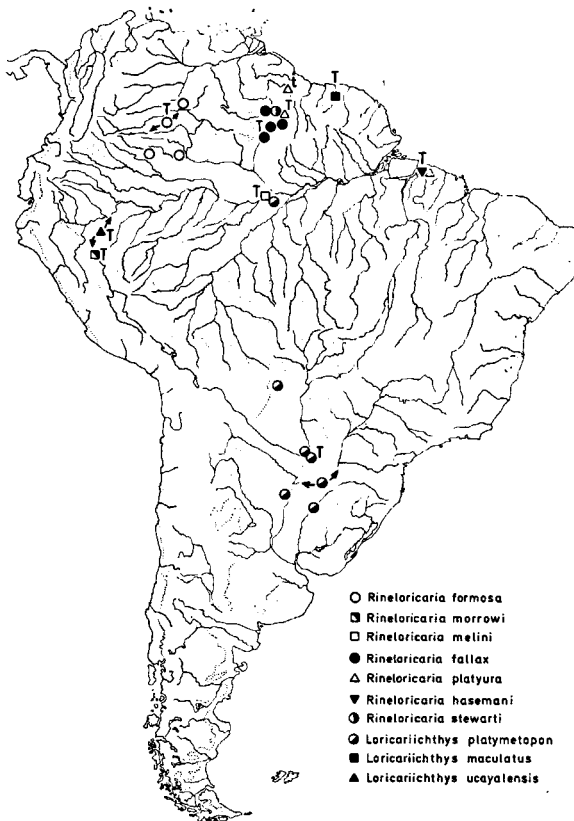 T
T
T
T
T
T
T
T
T
T
Rineloricaria formosa
Rineloricaria morrowi
Rineloricaria melini
Rineloricaria fallax
Rineloricaria platyura
Rineloricaria hasemani
Rineloricaria stewarti
Loricariichthys platymetopon
Loricariichthys maculatus
Loricariichthys ucayalensis